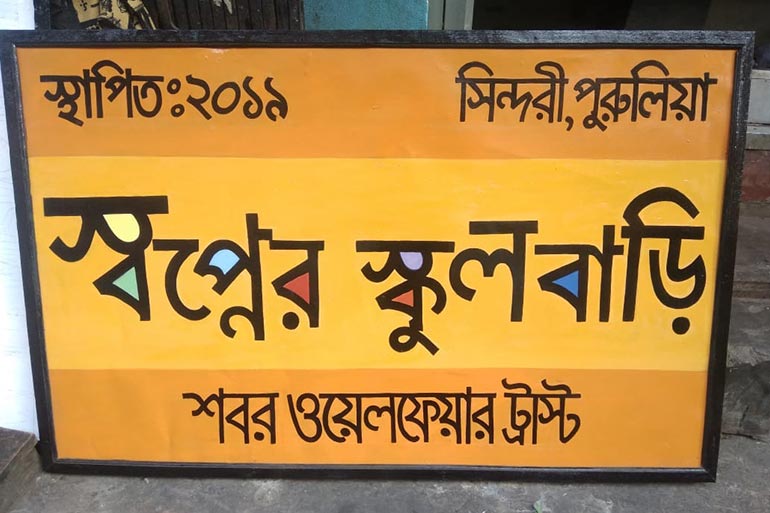 স্থাপিতঃ২০১৯ সিন্দরী,পুরুলিয়া
স্বপ্নের স্কুলবাড়ি
শবর ওয়েলফেয়ার ট্রাস্ট